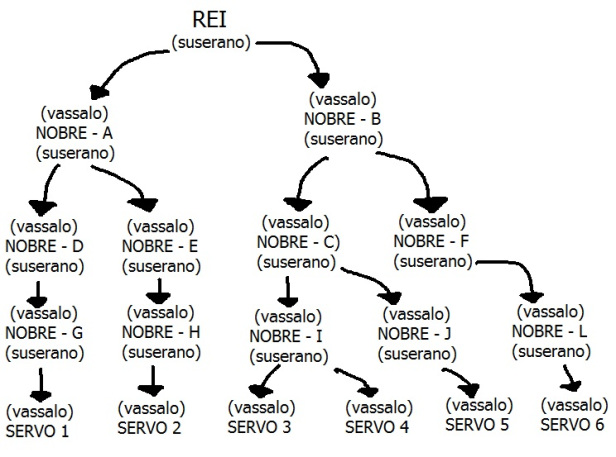 REI
(suserano)
(vassalo)
NOBRE - A
(suserano)
(vassalo)
NOBRE - B
(suserano)
(vassalo)
NOBRE - D
(suserano)
(vassalo)
NOBRE - E
(suserano)
(vassalo)
NOBRE - C)
(suserano)
(vassalo)
NOBRE - F
(suserano)
(vassalo)
NOBRE - G
(suserano)
(vassalo)
NOBRE - H
(suserano)
(vassalo)
NOBRE - I
(suserano)
(vassalo)
NOBRE - J
(suserano)
(vassalo)
NOBRE - L
(suserano)
(vassalo)
SERVO 1
(vassalo)
SERVO 2
(vassalo)
SERVO 3
(vassalo)
SERVO 4
(vassalo)
SERVO 5
(vassalo)
SERVO 6